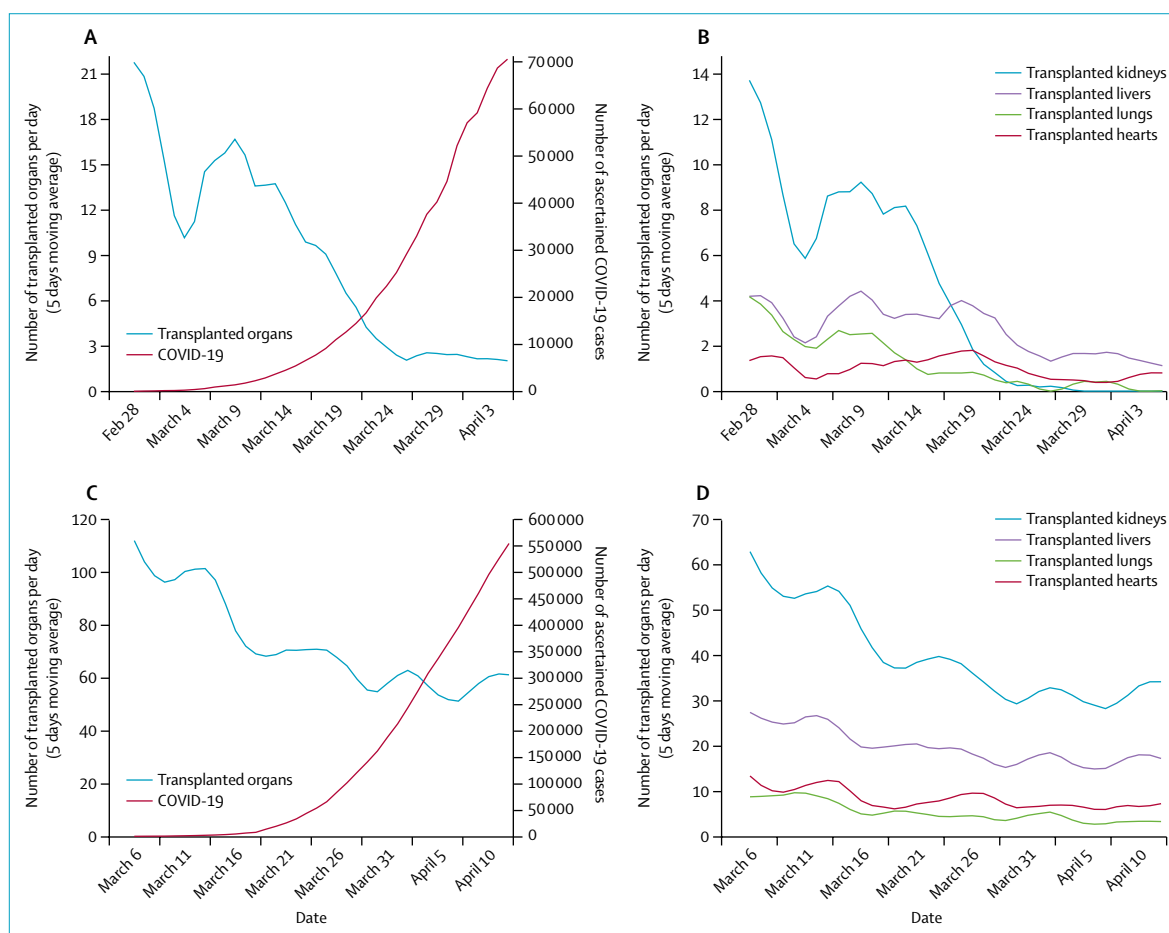 A
Number of transplanted organs per day
(5 days moving average)
21
18
15
12
9
6
3
0
70 000
60 000
50 000
40 000
30 000
20 000
10 000
0
Number of ascertained COVID-19 cases
Transplanted organs
COVID-19
Feb 28
March 4
March 9
March 14
March 19
March 24
March 29
April 3
B
Number of transplanted organs per day
(5 days moving average)
14
12
10
8
6
4
2
0
Transplanted kidneys
Transplanted livers
Transplanted lungs
Transplanted hearts
Feb 28
March 4
March 9
March 14
March 19
March 24
March 29
April 3
C
Number of transplanted organs per day
(5 days moving average)
120
100
80
60
40
20
0
600 000
550 000
500 000
450 000
400 000
350 000
300 000
250 000
200 000
150 000
100 000
50 000
0
Number of ascertained COVID-19 cases
Transplanted organs
COVID-19
March 6
March 11
March 16
March 21
March 26
March 31
April 5
April 10
Date
D
Number of transplanted organs per day
(5 days moving average)
70
60
50
40
30
20
10
0
Transplanted kidneys
Transplanted livers
Transplanted lungs
Transplanted hearts
March 6
March 11
March 16
March 21
March 26
March 31
April 5
April 10
Date